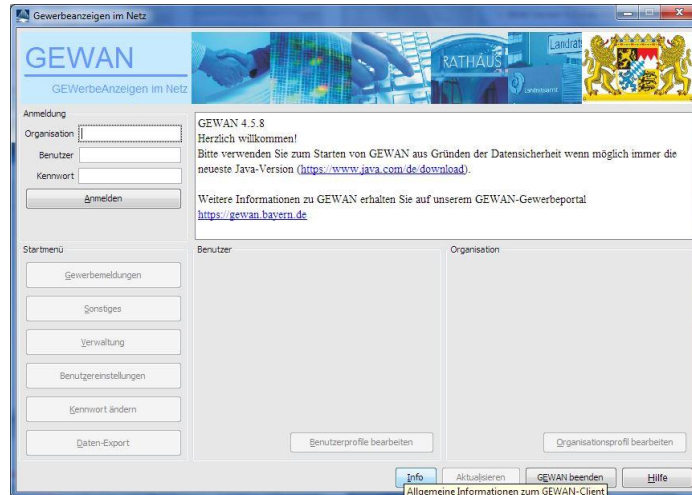 Gewerbeanzeigen im Netz
GEWAN
GEWerbeAnzeigen im Netz
RATHAUS
Landrat
Landratsamt
Anmeldung
Organisation
Benutzer
Kennwort
Anmelden
GEWAN 4.5.8
Herzlich willkommen!
Bitte verwenden Sie zum Starten von GEWAN aus Gründen der Datensicherheit wenn möglich immer die
neueste Java-Version (https://www.java.com/de/download).
Weitere Informationen zu GEWAN erhalten Sie auf unserem GEWAN-Gewerbeportal
https://gewan.bayern.de
Startmenü
Gewerbemeldungen
Sonstiges
Verwaltung
Benutzereinstellungen
Kennwort ändern
Daten-Export
Benutzer
Benutzerprofile bearbeiten
Organisation
Organisationsprofil bearbeiten
Info
Aktualisieren
GEWAN beenden
Hilfe
Allgemeine Informationen zum GEWAN-Client